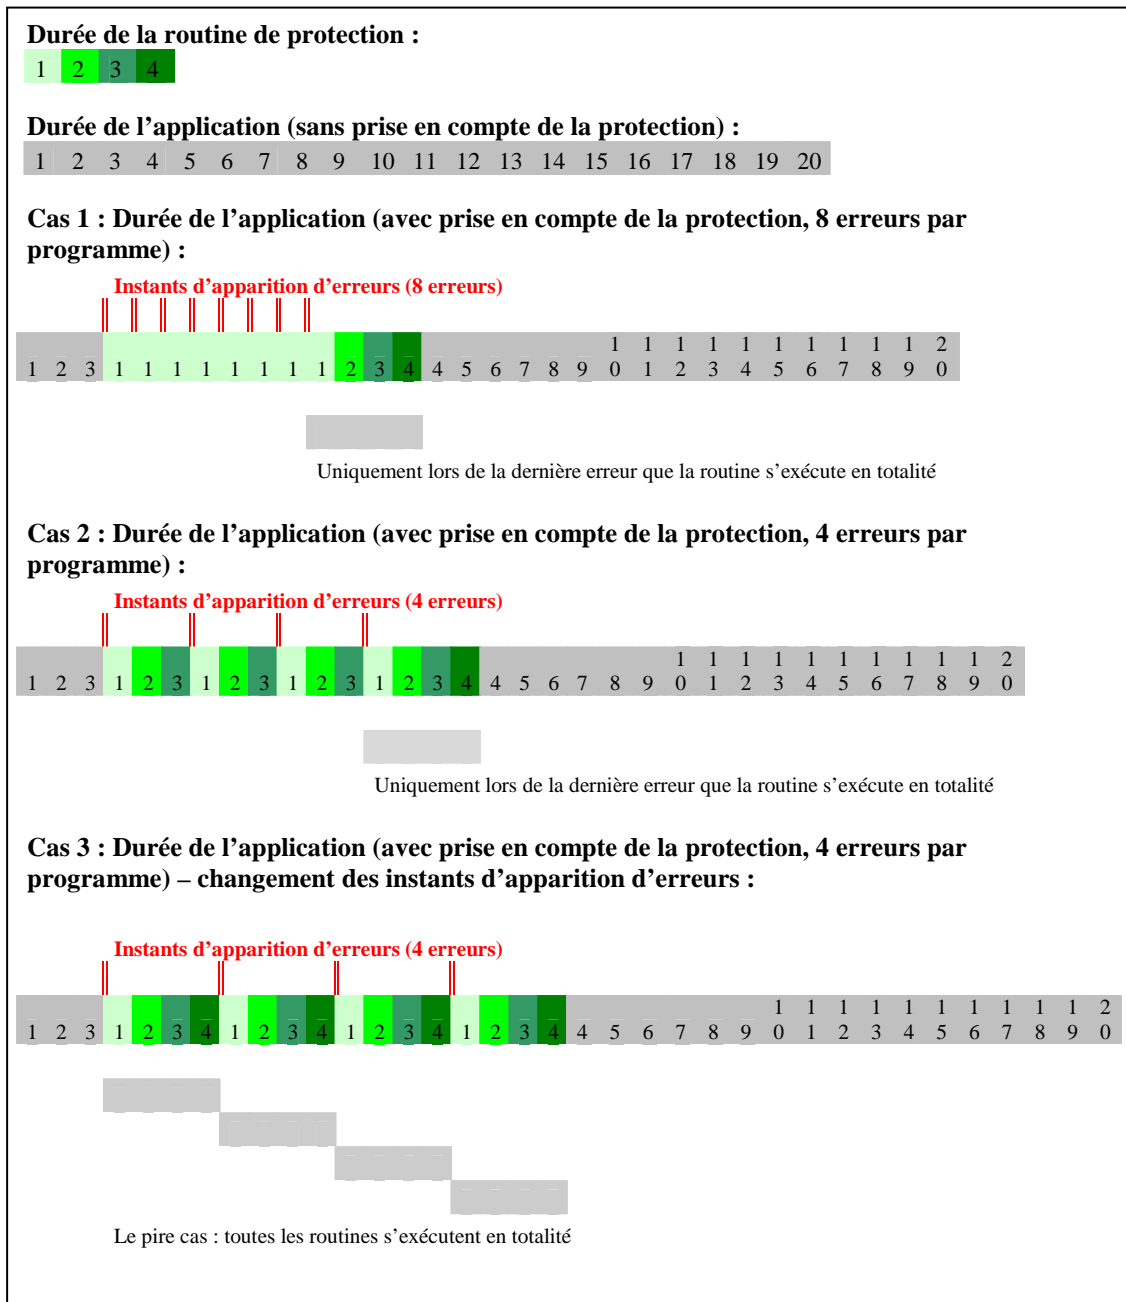 Durée de la routine de protection :
1 2 3 4
Durée de l’application (sans prise en compte de la protection) :
1 2 3 4 5 6 7 8 9 10 11 12 13 14 15 16 17 18 19 20
Cas 1 : Durée de l’application (avec prise en compte de la protection, 8 erreurs par
programme) :
Instants d’apparition d’erreurs (8 erreurs)
1 1 1 1 1 1 1 1 1 1 2
1 2 3 1 1 1 1 1 1 1 1 2 3 4 4 5 6 7 8 9 0 1 2 3 4 5 6 7 8 9 0
Uniquement lors de la dernière erreur que la routine s’exécute en totalité
Cas 2 : Durée de l’application (avec prise en compte de la protection, 4 erreurs par
programme) :
Instants d’apparition d’erreurs (4 erreurs)
1 1 1 1 1 1 1 1 1 1 2
1 2 3 1 2 3 1 2 3 1 2 3 1 2 3 4 4 5 6 7 8 9 0 1 2 3 4 5 6 7 8 9 0
Uniquement lors de la dernière erreur que la routine s’exécute en totalité
Cas 3 : Durée de l’application (avec prise en compte de la protection, 4 erreurs par
programme) – changement des instants d’apparition d’erreurs :
Instants d’apparition d’erreurs (4 erreurs)
1 1 1 1 1 1 1 1 1 1 2
1 2 3 1 2 3 4 1 2 3 4 1 2 3 4 1 2 3 4 4 5 6 7 8 9 0 1 2 3 4 5 6 7 8 9 0
Le pire cas : toutes les routines s’exécutent en totalité